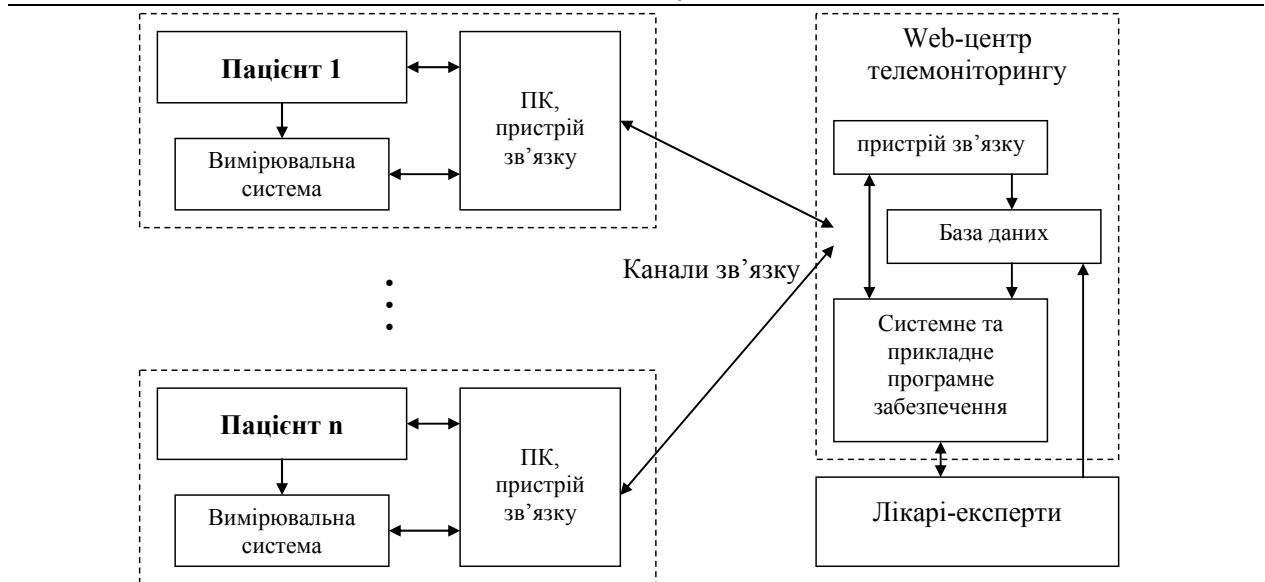 Пацієнт 1
Вимірювальна
система
ПК,
пристрій
зв’язку
Web-центр
телемоніторингу
пристрій зв’язку
База даних
Системне та
прикладне
програмне
забезпечення
Канали зв’язку
Пацієнт n
Вимірювальна
система
ПК,
пристрій
зв’язку
Лікарі-експерти